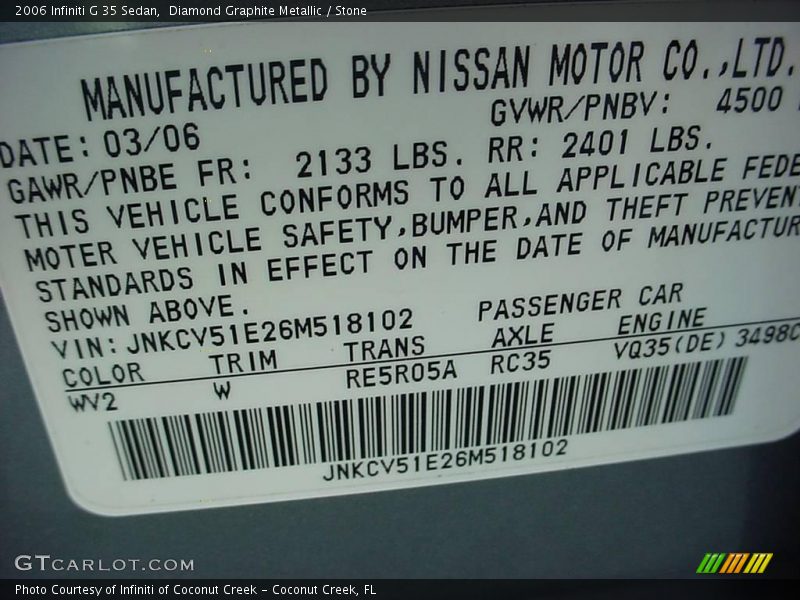 2006 Infiniti G 35 Sedan,  Diamond Graphite Metallic / Stone
MANUFACTURED BY NISSAN MOTOR CO.,LTD.
DATE: 03/06 GVWR/PNBV: 4500
GAWR/PNBE FR: 2133 LBS. RR: 2401 LBS.
THIS VEHICLE CONFORMS TO ALL APPLICABLE FEDE
MOTER VEHICLE SAFETY,BUMPER,AND THEFT PREVENT
STANDARDS IN EFFECT ON THE DATE OF MANUFACTUR
SHOWN ABOVE.
VIN: JNKCV51E26M518102 PASSENGER CAR
COLOR TRIM TRANS AXLE ENGINE
WV2 W RE5R05A RC35 VQ35(DE) 3498C
JNKCV51E26M518102
GTCARLOT.COM
Photo Courtesy of Infiniti of Coconut Creek – Coconut Creek, FL